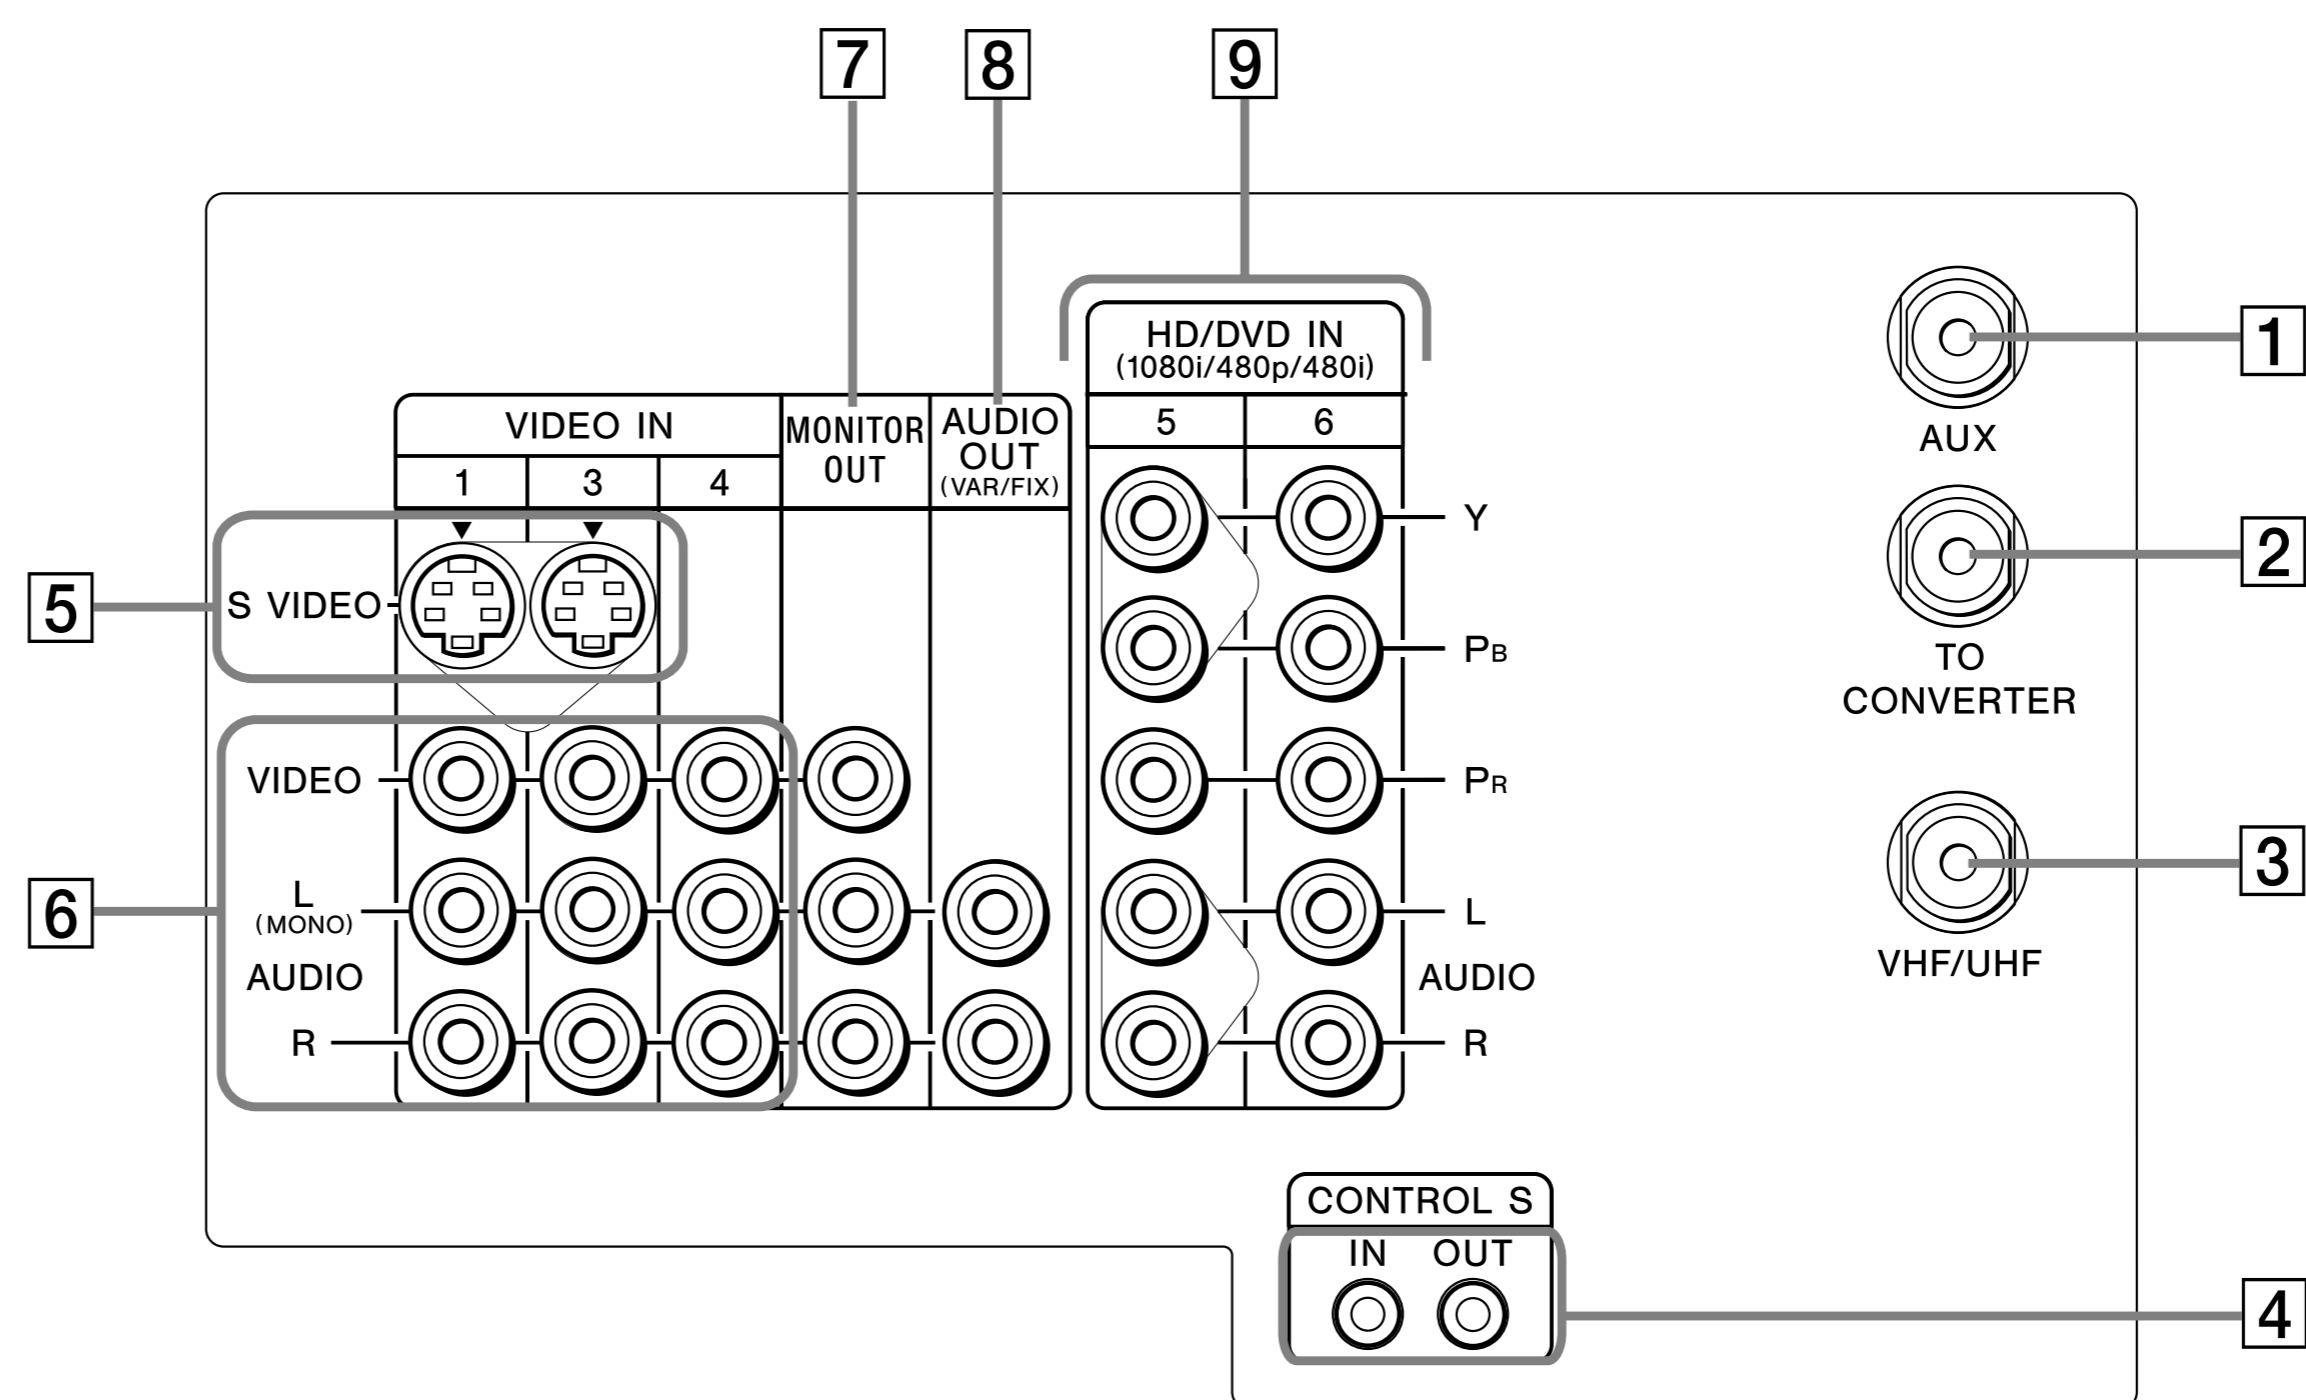 7
8
9
HD/DVD IN
(1080i/480p/480i)
5 6
VIDEO IN
1 3 4
MONITOR
OUT
AUDIO
OUT
(VAR/FIX)
5
S VIDEO
6
VIDEO
L
(MONO)
AUDIO
R
Y
PB
PR
L
AUDIO
R
AUX
1
TO
CONVERTER
2
VHF/UHF
3
CONTROL S
IN OUT
4